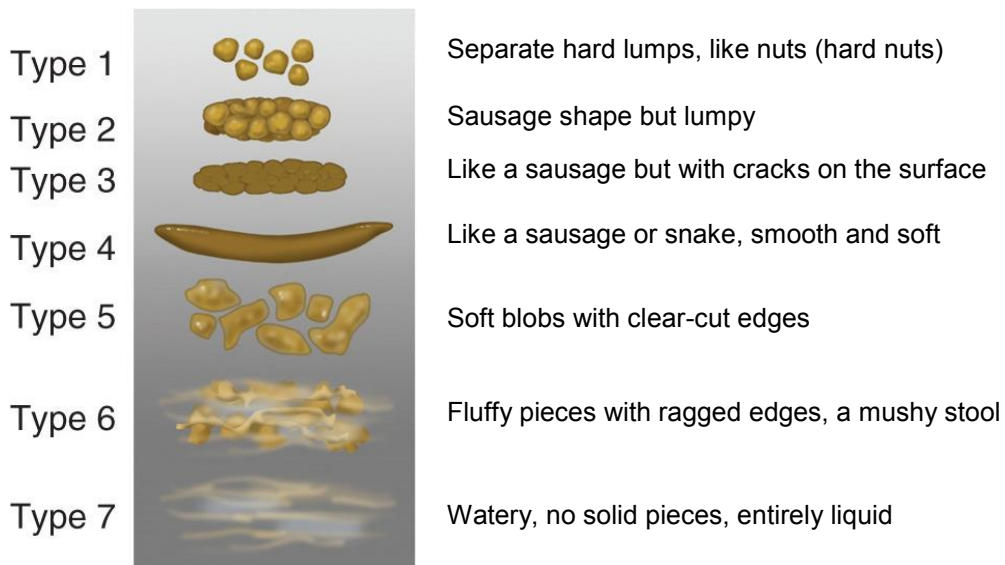 Type 1 Separate hard lumps, like nuts (hard nuts)
Type 2 Sausage shape but lumpy
Type 3 Like a sausage but with cracks on the surface
Type 4 Like a sausage or snake, smooth and soft
Type 5 Soft blobs with clear-cut edges
Type 6 Fluffy pieces with ragged edges, a mushy stool
Type 7 Watery, no solid pieces, entirely liquid